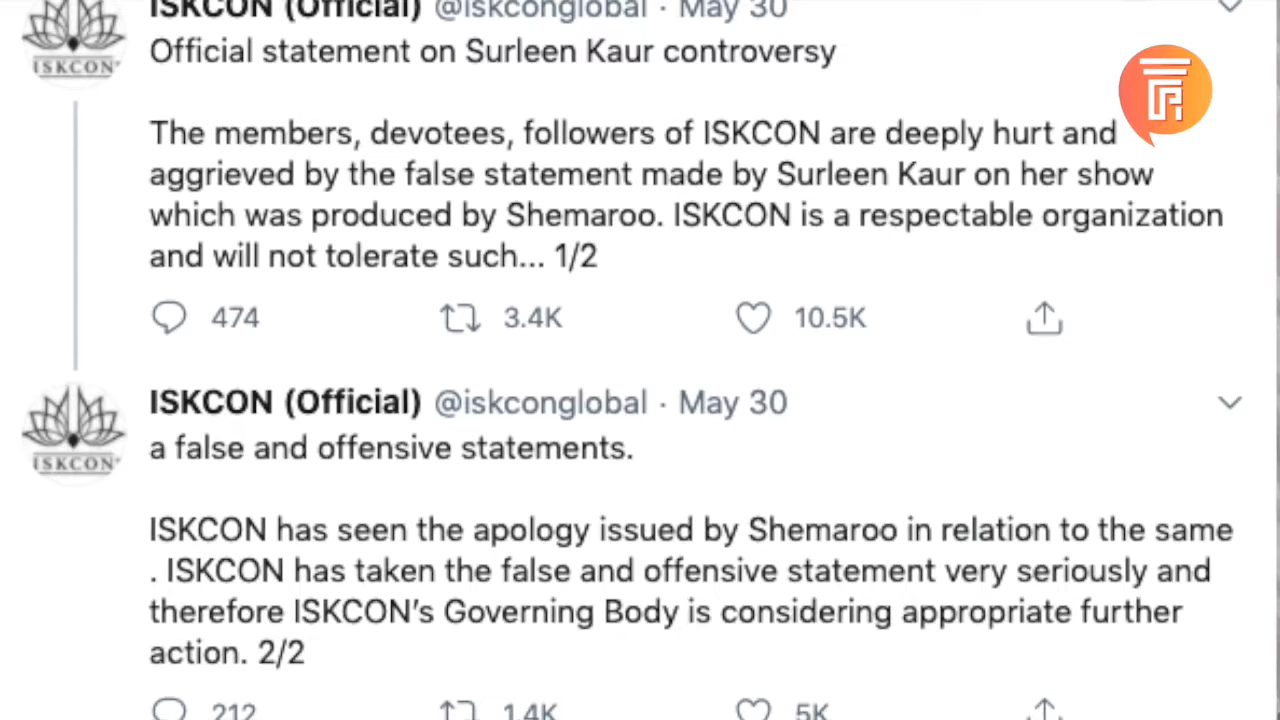 ISKCON (Official) @iskconglobal · May 30
ISKCON
Official statement on Surleen Kaur controversy
The members, devotees, followers of ISKCON are deeply hurt and
aggrieved by the false statement made by Surleen Kaur on her show
which was produced by Shemaroo. ISKCON is a respectable organization
and will not tolerate such... 1/2
474 3.4K 10.5K
ISKCON (Official) @iskconglobal · May 30
ISKCON
a false and offensive statements.
ISKCON has seen the apology issued by Shemaroo in relation to the same
. ISKCON has taken the false and offensive statement very seriously and
therefore ISKCON’s Governing Body is considering appropriate further
action. 2/2
212 1.4K 5K